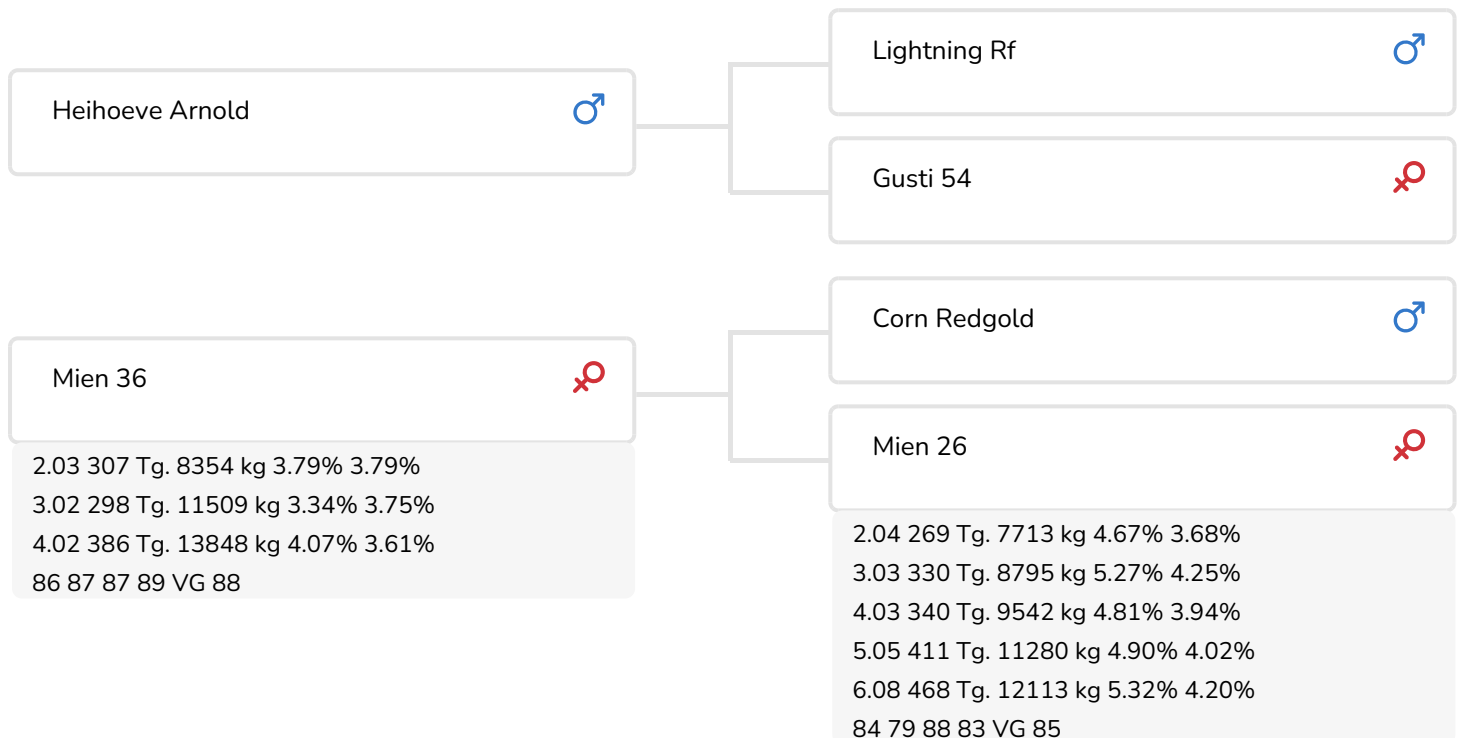 Heihoeve Arnold
Lightning Rf
Gusti 54
Mien 36
2.03 307 Tg. 8354 kg 3.79% 3.79%
3.02 298 Tg. 11509 kg 3.34% 3.75%
4.02 386 Tg. 13848 kg 4.07% 3.61%
86 87 87 89 VG 88
Corn Redgold
Mien 26
2.04 269 Tg. 7713 kg 4.67% 3.68%
3.03 330 Tg. 8795 kg 5.27% 4.25%
4.03 340 Tg. 9542 kg 4.81% 3.94%
5.05 411 Tg. 11280 kg 4.90% 4.02%
6.08 468 Tg. 12113 kg 5.32% 4.20%
84 79 88 83 VG 85